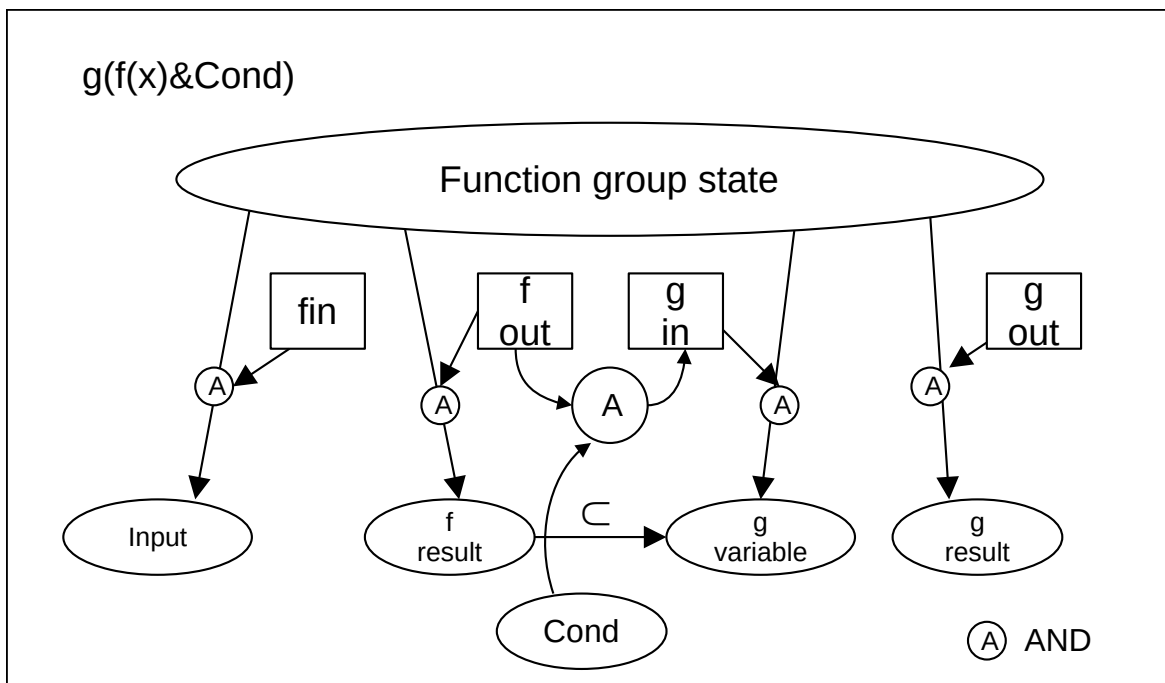 g(f(x)&Cond)
Function group state
fin
f
out
g
in
g
out
A
A
A
A
A
Input
f
result
⊂
g
variable
g
result
Cond
A AND